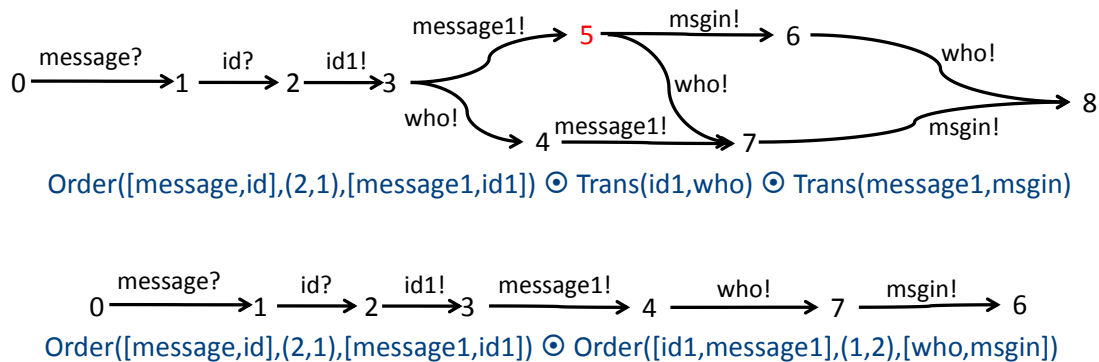 message1! 5 msgin! 6
message? id? id1! who! who!
0 1 2 3 8
who! message1! msgin!
4 7
Order([message,id],(2,1),[message1,id1]) ⊙ Trans(id1,who) ⊙ Trans(message1,msgin)
message? id? id1! message1! who! msgin!
0 1 2 3 4 7 6
Order([message,id],(2,1),[message1,id1]) ⊙ Order([id1,message1],(1,2),[who,msgin])